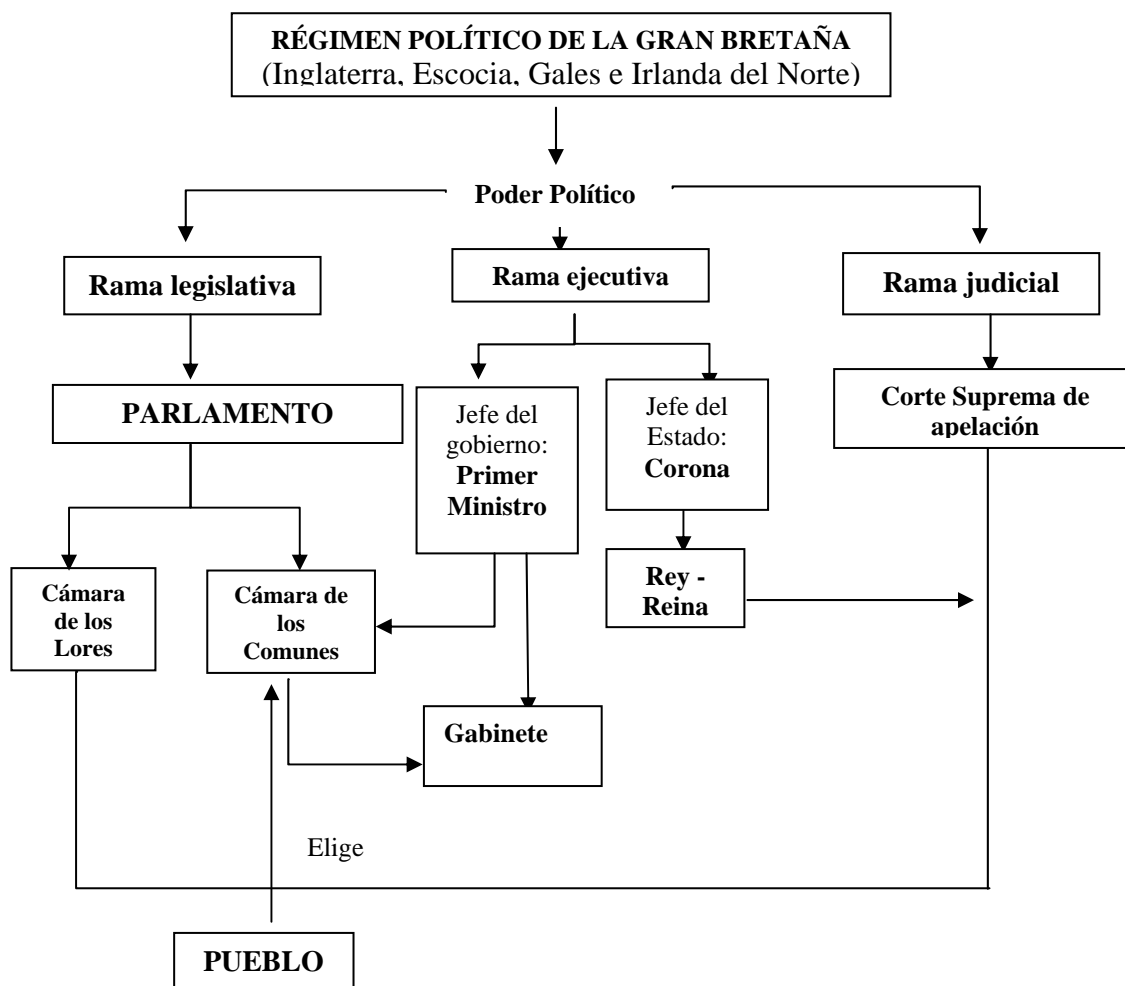 RÉGIMEN POLÍTICO DE LA GRAN BRETAÑA
(Inglaterra, Escocia, Gales e Irlanda del Norte)
Poder Político
Rama legislativa
Rama ejecutiva
Rama judicial
PARLAMENTO
Jefe del
gobierno:
Primer
Ministro
Jefe del
Estado:
Corona
Corte Suprema de
apelación
Cámara
de los
Lores
Cámara de
los
Comunes
Rey -
Reina
Gabinete
Elige
PUEBLO